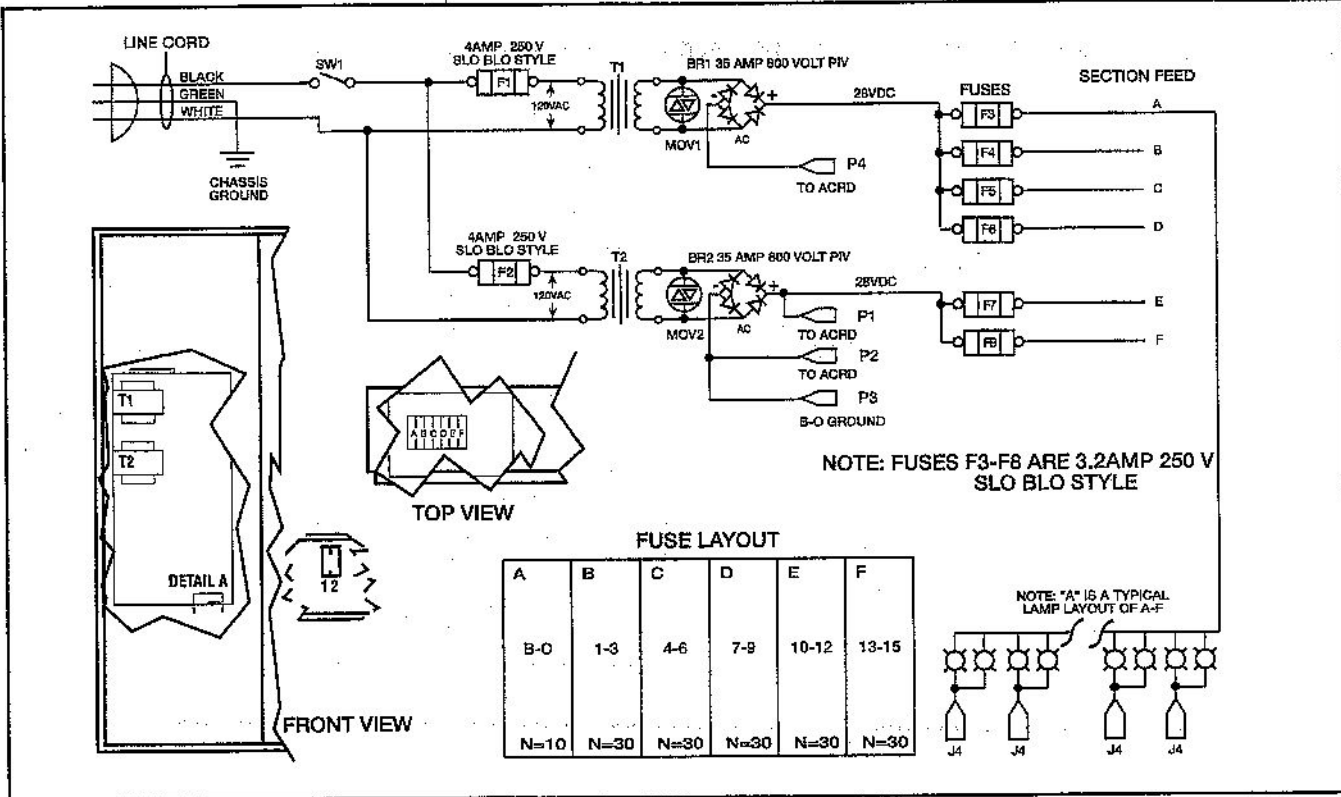 LINE CORD
BLACK
GREEN
WHITE
CHASSIS
GROUND
SW1
4AMP 250 V
SLO BLO STYLE
F1
120VAC
T1
MOV1
BR1 35 AMP 800 VOLT PIV
-
+
AC
28VDC
P4
TO ACRD
FUSES
SECTION FEED
F3
A
F4
B
F5
C
F6
D
4AMP 250 V
SLO BLO STYLE
F2
120VAC
T2
MOV2
BR2 35 AMP 800 VOLT PIV
-
+
AC
28VDC
P1
TO ACRD
P2
TO ACRD
P3
B-O GROUND
F7
E
F8
F
NOTE: FUSES F3-F8 ARE 3.2AMP 250 V
SLO BLO STYLE
T1
T2
DETAIL A
FRONT VIEW
12
A B C D E F
TOP VIEW
FUSE LAYOUT
A B C D E F
B-O 1-3 4-6 7-9 10-12 13-15
N=10 N=30 N=30 N=30 N=30 N=30
NOTE: "A" IS A TYPICAL
LAMP LAYOUT OF A-F
J4 J4 J4 J4